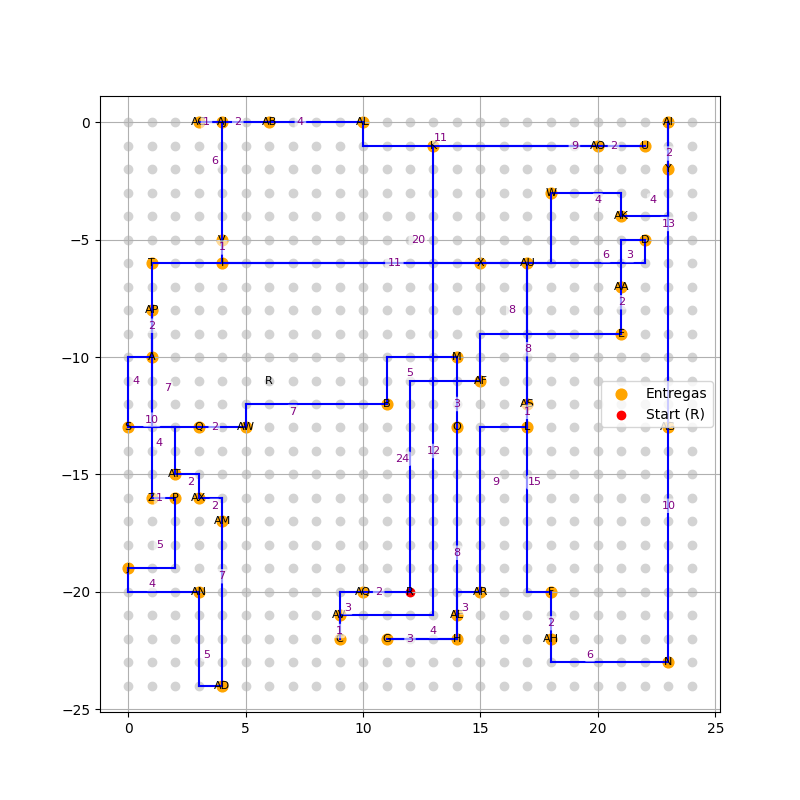 0
AJ
1
2
AB
4
AL
AI
11
K
9
AO
2
U
2
Y
6
W
4
4
AK
13
−5
V
1
20
D
T
11
X
AU
6
3
AA
AP
8
2
2
E
8
−10
A
M
4
7
R
5
AF
Entregas
Start (R)
B
3
AS
7
10
1
S
Q
2
AW
O
L
4
12
24
AT
2
9
15
Z
1
P
AX
2
10
AM
5
8
7
4
−20
AN
AQ
2
AR
F
3
3
AL
2
1
4
G
3
H
AH
5
6
N
AD
−25
0
5
10
15
20
25
−15